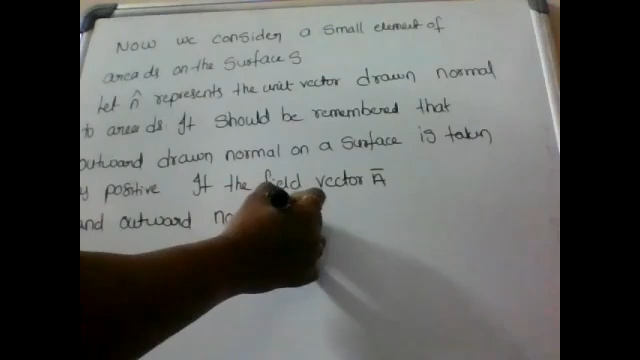 Now we consider a small element of
area ds on the surface S
Let n̂ represents the unit vector drawn normal
to area ds It should be remembered that
outward drawn normal on a surface is taken
positive If the field vector A̅
and outward